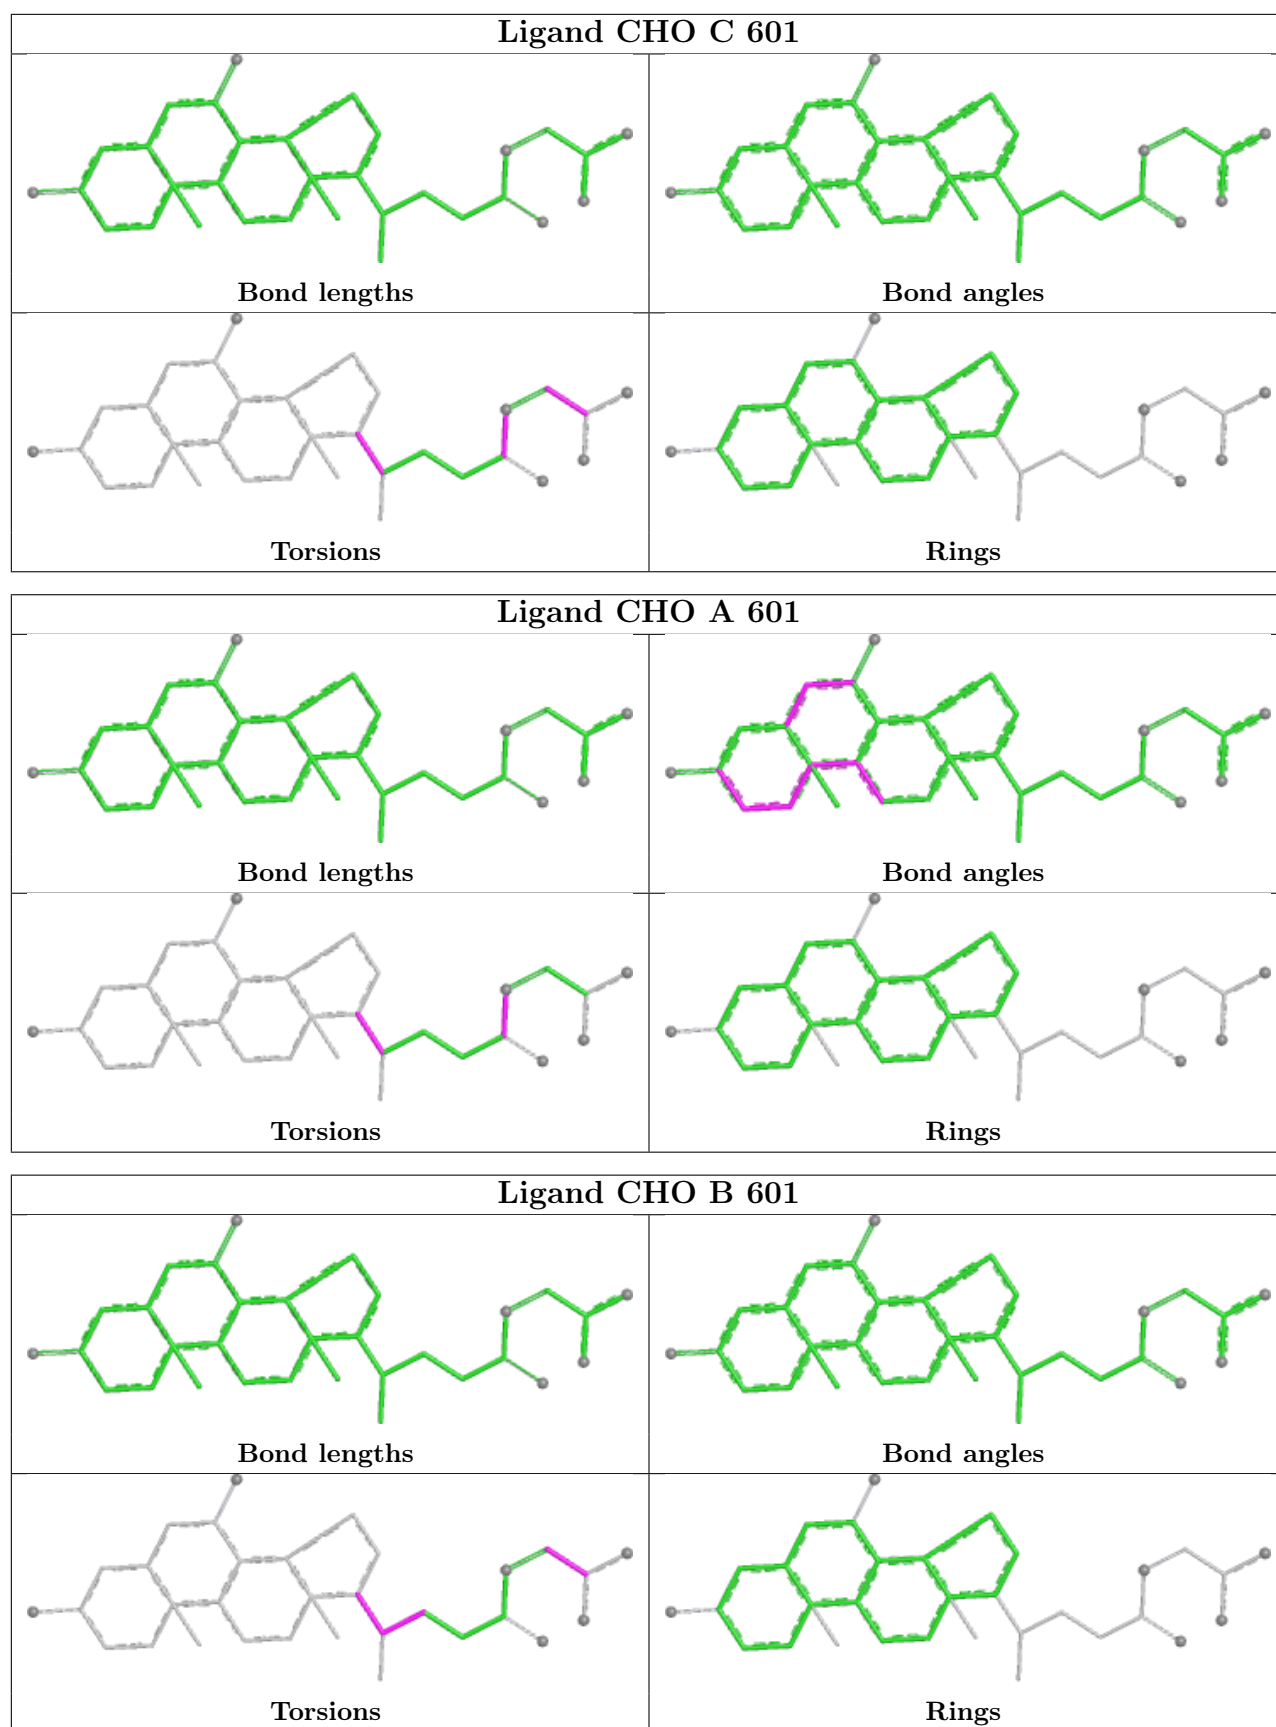 Ligand CHO C 601
Bond lengths
Bond angles
Torsions
Rings
Ligand CHO A 601
Bond lengths
Bond angles
Torsions
Rings
Ligand CHO B 601
Bond lengths
Bond angles
Torsions
Rings